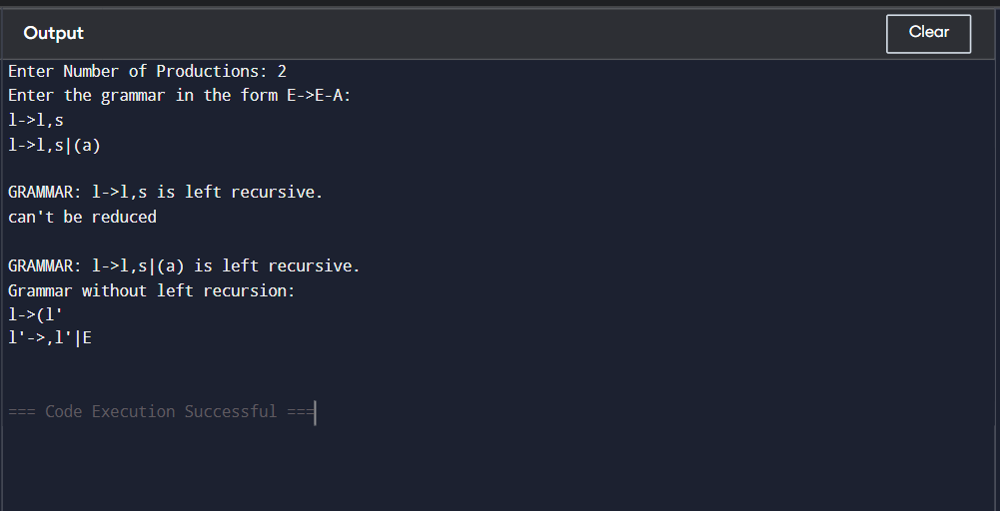 Output
Clear
Enter Number of Productions: 2
Enter the grammar in the form E->E-A:
l->l,s
l->l,s|(a)
GRAMMAR: l->l,s is left recursive.
can't be reduced
GRAMMAR: l->l,s|(a) is left recursive.
Grammar without left recursion:
l->(l'
l'->,l'|E
=== Code Execution Successful ===